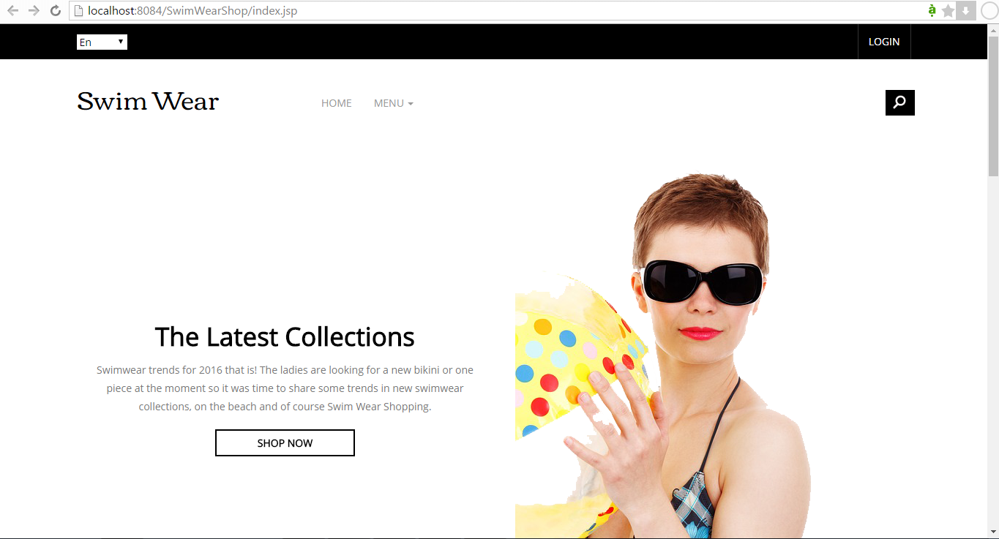 localhost:8084/SwimWearShop/index.jsp
En
LOGIN
Swim Wear
HOME
MENU
The Latest Collections
Swimwear trends for 2016 that is! The ladies are looking for a new bikini or one
piece at the moment so it was time to share some trends in new swimwear
collections, on the beach and of course Swim Wear Shopping.
SHOP NOW